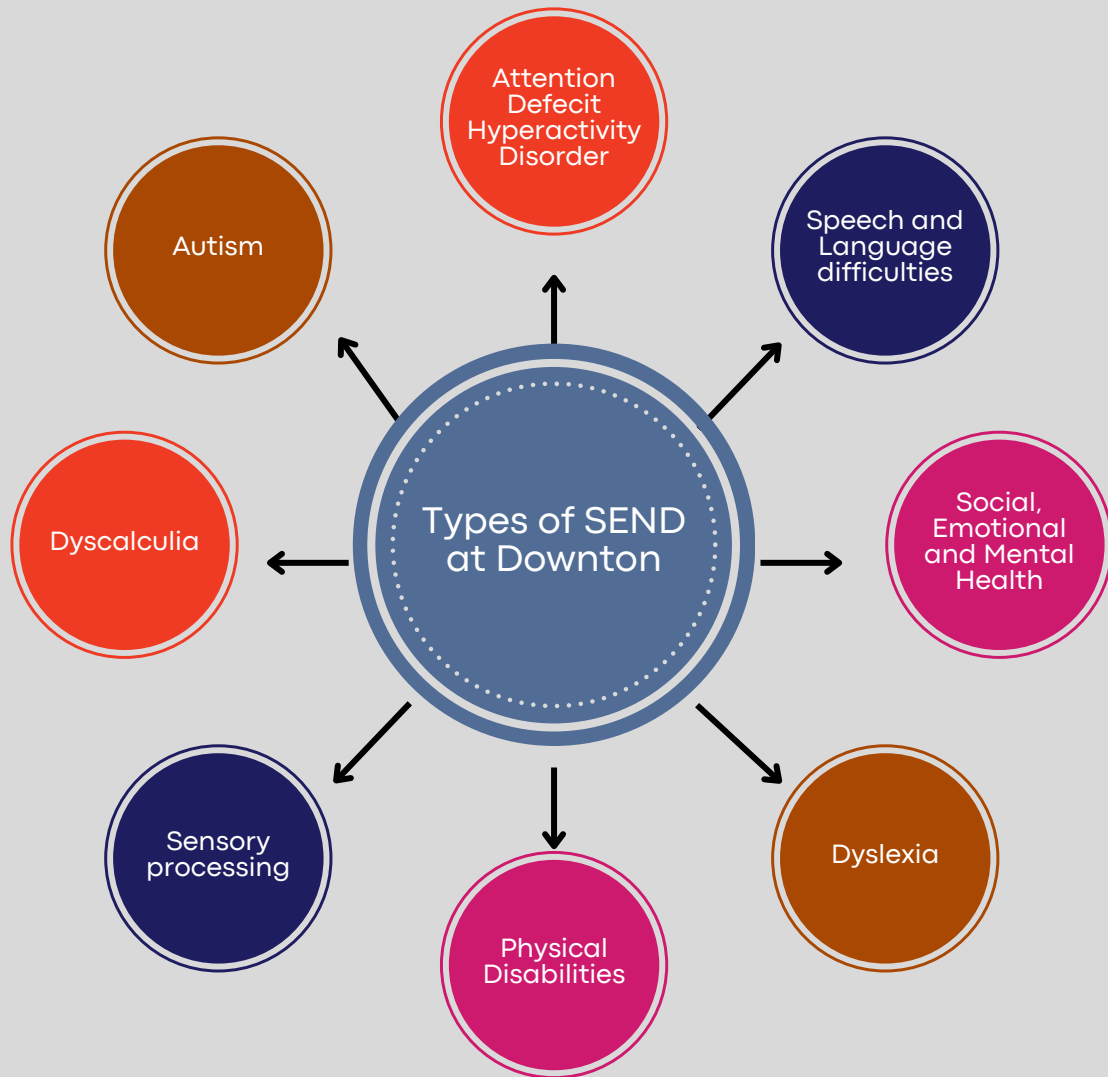 Attention
Defecit
Hyperactivity
Disorder
Speech and
Language
difficulties
Autism
Social,
Emotional
and Mental
Health
Types of SEND
at Downton
Dyscalculia
Sensory
processing
Dyslexia
Physical
Disabilities